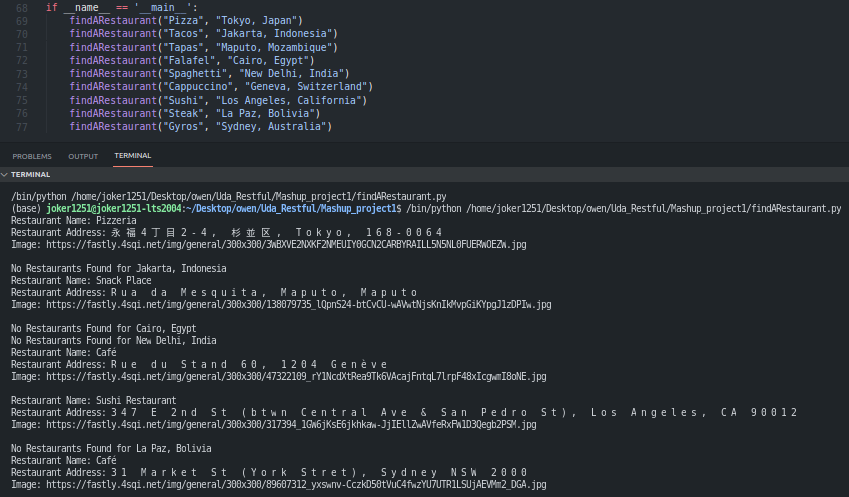 68 if __name__ == '__main__':
69 findARestaurant("Pizza", "Tokyo, Japan")
70 findARestaurant("Tacos", "Jakarta, Indonesia")
71 findARestaurant("Tapas", "Maputo, Mozambique")
72 findARestaurant("Falafel", "Cairo, Egypt")
73 findARestaurant("Spaghetti", "New Delhi, India")
74 findARestaurant("Cappuccino", "Geneva, Switzerland")
75 findARestaurant("Sushi", "Los Angeles, California")
76 findARestaurant("Steak", "La Paz, Bolivia")
77 findARestaurant("Gyros", "Sydney, Australia")
PROBLEMS OUTPUT TERMINAL
TERMINAL
/bin/python /home/joker1251/Desktop/owen/Uda_Restful/Mashup_project1/findARestaurant.py
(base) joker1251@joker1251-lts2004:~/Desktop/owen/Uda_Restful/Mashup_project1$ /bin/python /home/joker1251/Desktop/owen/Uda_Restful/Mashup_project1/findARestaurant.py
Restaurant Name: Pizzeria
Restaurant Address: 永 福 4 丁 目 2 - 4 , 杉 並 区 , T o k y o , 1 6 8 - 0 0 6 4
Image: https://fastly.4sqi.net/img/general/300x300/3WBXVE2NXKF2NMEUIY0GCN2CARBYRAILL5N5NL0FUERWOEZW.jpg
No Restaurants Found for Jakarta, Indonesia
Restaurant Name: Snack Place
Restaurant Address: R u a d a M e s q u i t a , M a p u t o , M a p u t o
Image: https://fastly.4sqi.net/img/general/300x300/138079735_lQpnS24-btCvCU-wAVwtNjsKnIkMvpGiKYpgJ1zDPIw.jpg
No Restaurants Found for Cairo, Egypt
No Restaurants Found for New Delhi, India
Restaurant Name: Café
Restaurant Address: R u e d u S t a n d 6 0 , 1 2 0 4 G e n è v e
Image: https://fastly.4sqi.net/img/general/300x300/47322109_rY1NcdXtRea9Tk6VAcajFntqL7lrpF48xIcgwmI8oNE.jpg
Restaurant Name: Sushi Restaurant
Restaurant Address: 3 4 7 E 2 n d S t ( b t w n C e n t r a l A v e & S a n P e d r o S t ) , L o s A n g e l e s , C A 9 0 0 1 2
Image: https://fastly.4sqi.net/img/general/300x300/317394_1GW6jKsE6jkhkaw-JjIEllZwAVfeRxFW1D3Qegb2PSM.jpg
No Restaurants Found for La Paz, Bolivia
Restaurant Name: Café
Restaurant Address: 3 1 M a r k e t S t ( Y o r k S t r e t ) , S y d n e y N S W 2 0 0 0
Image: https://fastly.4sqi.net/img/general/300x300/89607312_yxswnv-CczkD50tVuC4fwzYU7UTR1LSUjAEVMm2_DGA.jpg